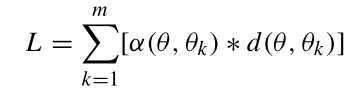 L = \sum_{k=1}^{m} [\alpha(\theta, \theta_k) * d(\theta, \theta_k)]